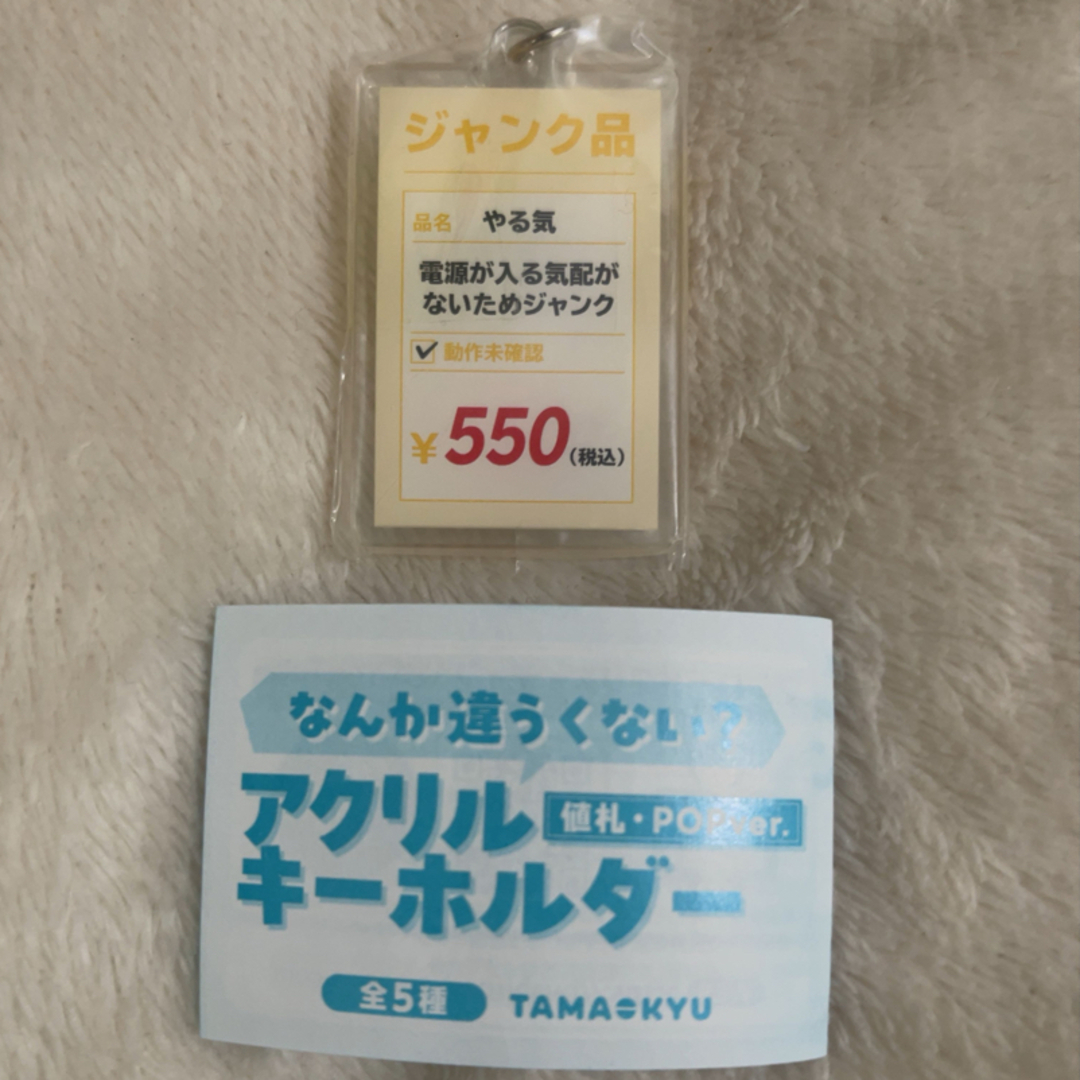 ジャンク品
品名 やる気
電源が入る気配が
ないためジャンク
動作未確認
¥550(税込)
なんか違うくない?
アクリル
値札・POPver.
キーホルダー
全5種 TAMA-KYU